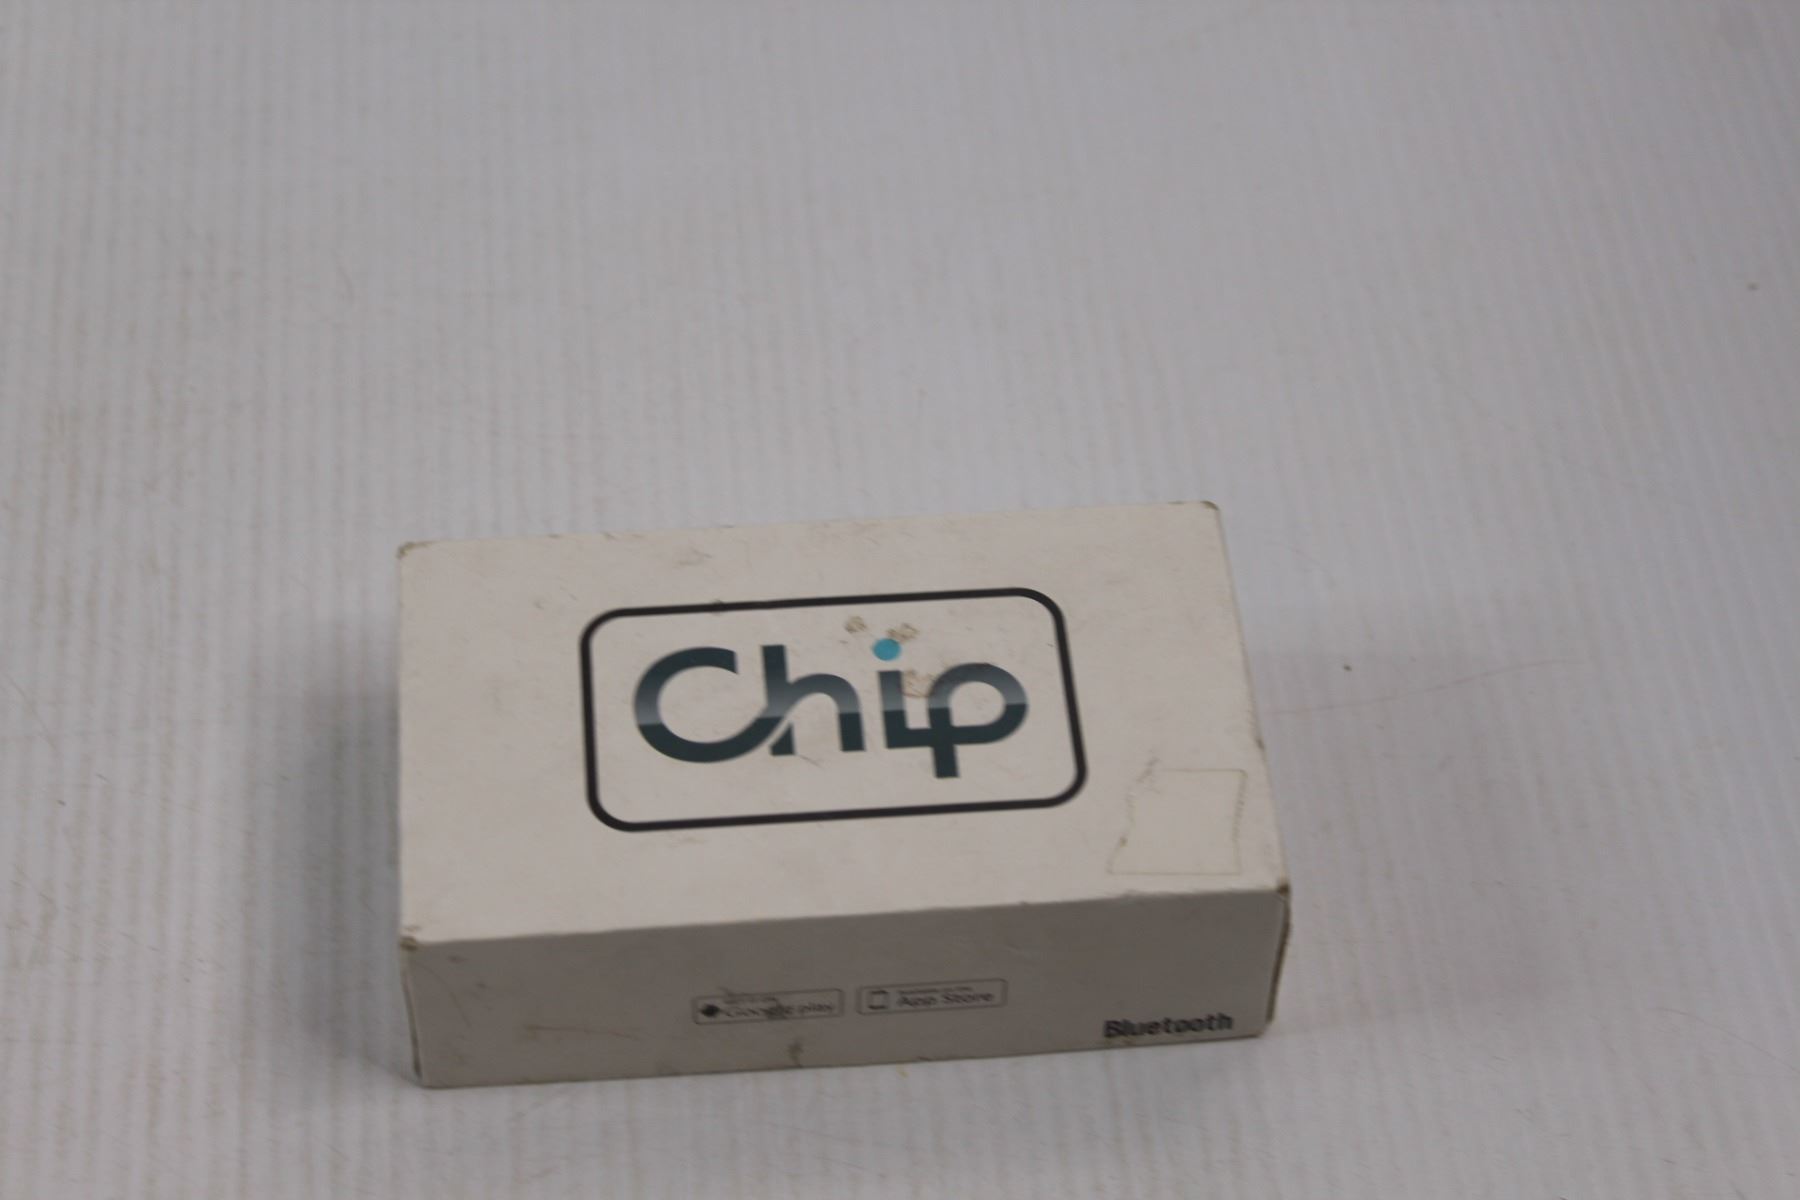 Chip
Google play
App Store
Bluetooth